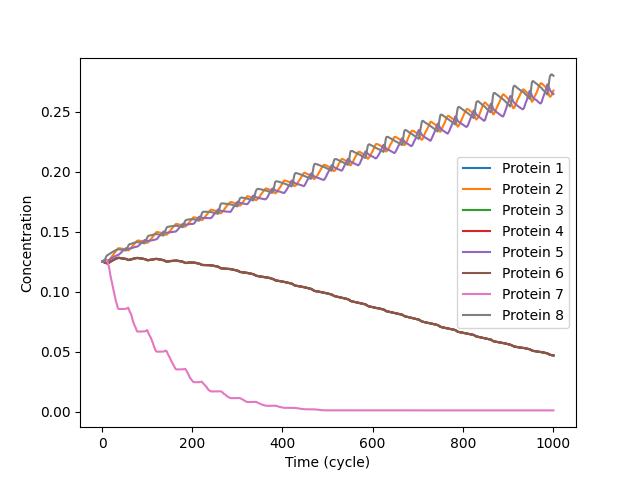 0.25
0.20
0.15
0.10
0.05
0.00
Concentration
0
200
400
600
800
1000
Time (cycle)
Protein 1
Protein 2
Protein 3
Protein 4
Protein 5
Protein 6
Protein 7
Protein 8